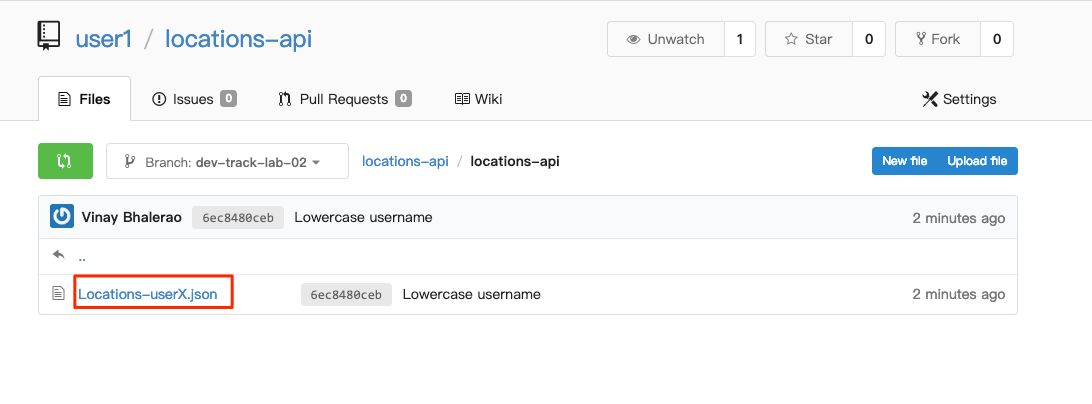 user1 / locations-api
Unwatch 1 Star 0 Fork 0
Files Issues 0 Pull Requests 0 Wiki Settings
Branch: dev-track-lab-02 locations-api / locations-api New file Upload file
Vinay Bhalerao 6ec8480ceb Lowercase username 2 minutes ago
..
Locations-userX.json 6ec8480ceb Lowercase username 2 minutes ago